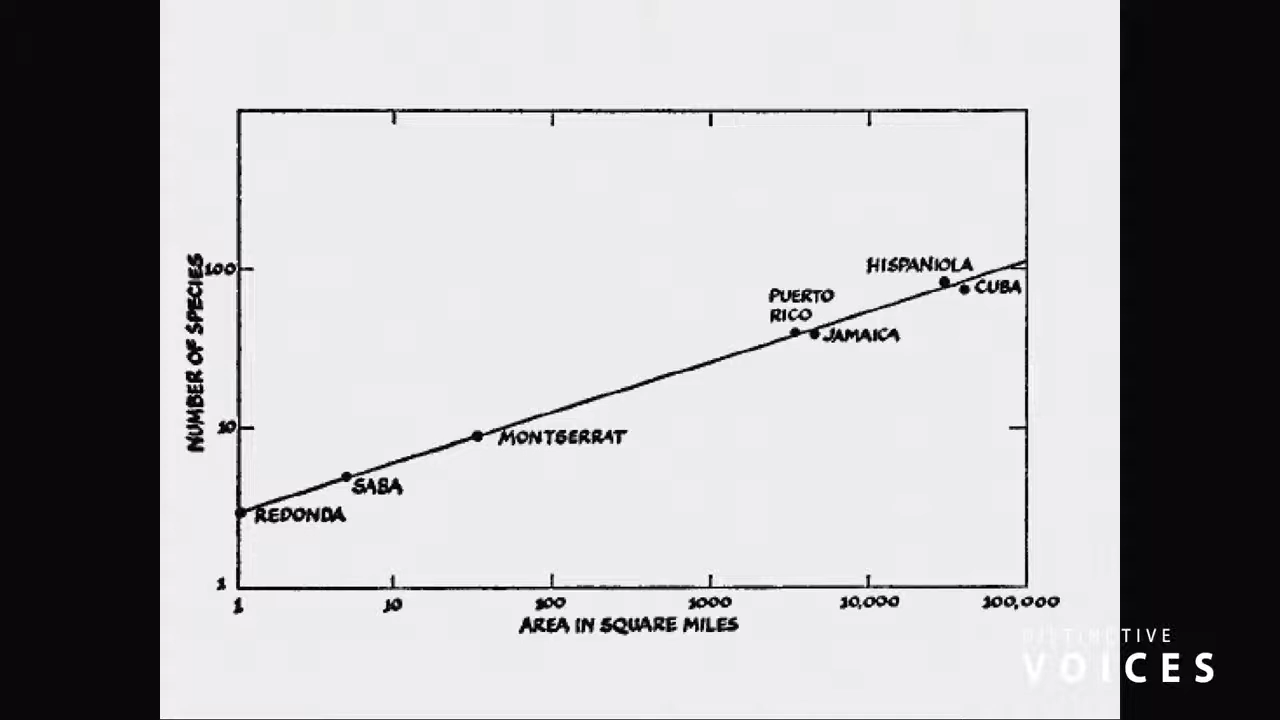 NUMBER OF SPECIES
100
10
1
HISPANIOLA
CUBA
PUERTO
RICO
JAMAICA
MONTSERRAT
SABA
REDONDA
1 10 100 1000 10,000 100,000
AREA IN SQUARE MILES
DISTINCTIVE
VOICES